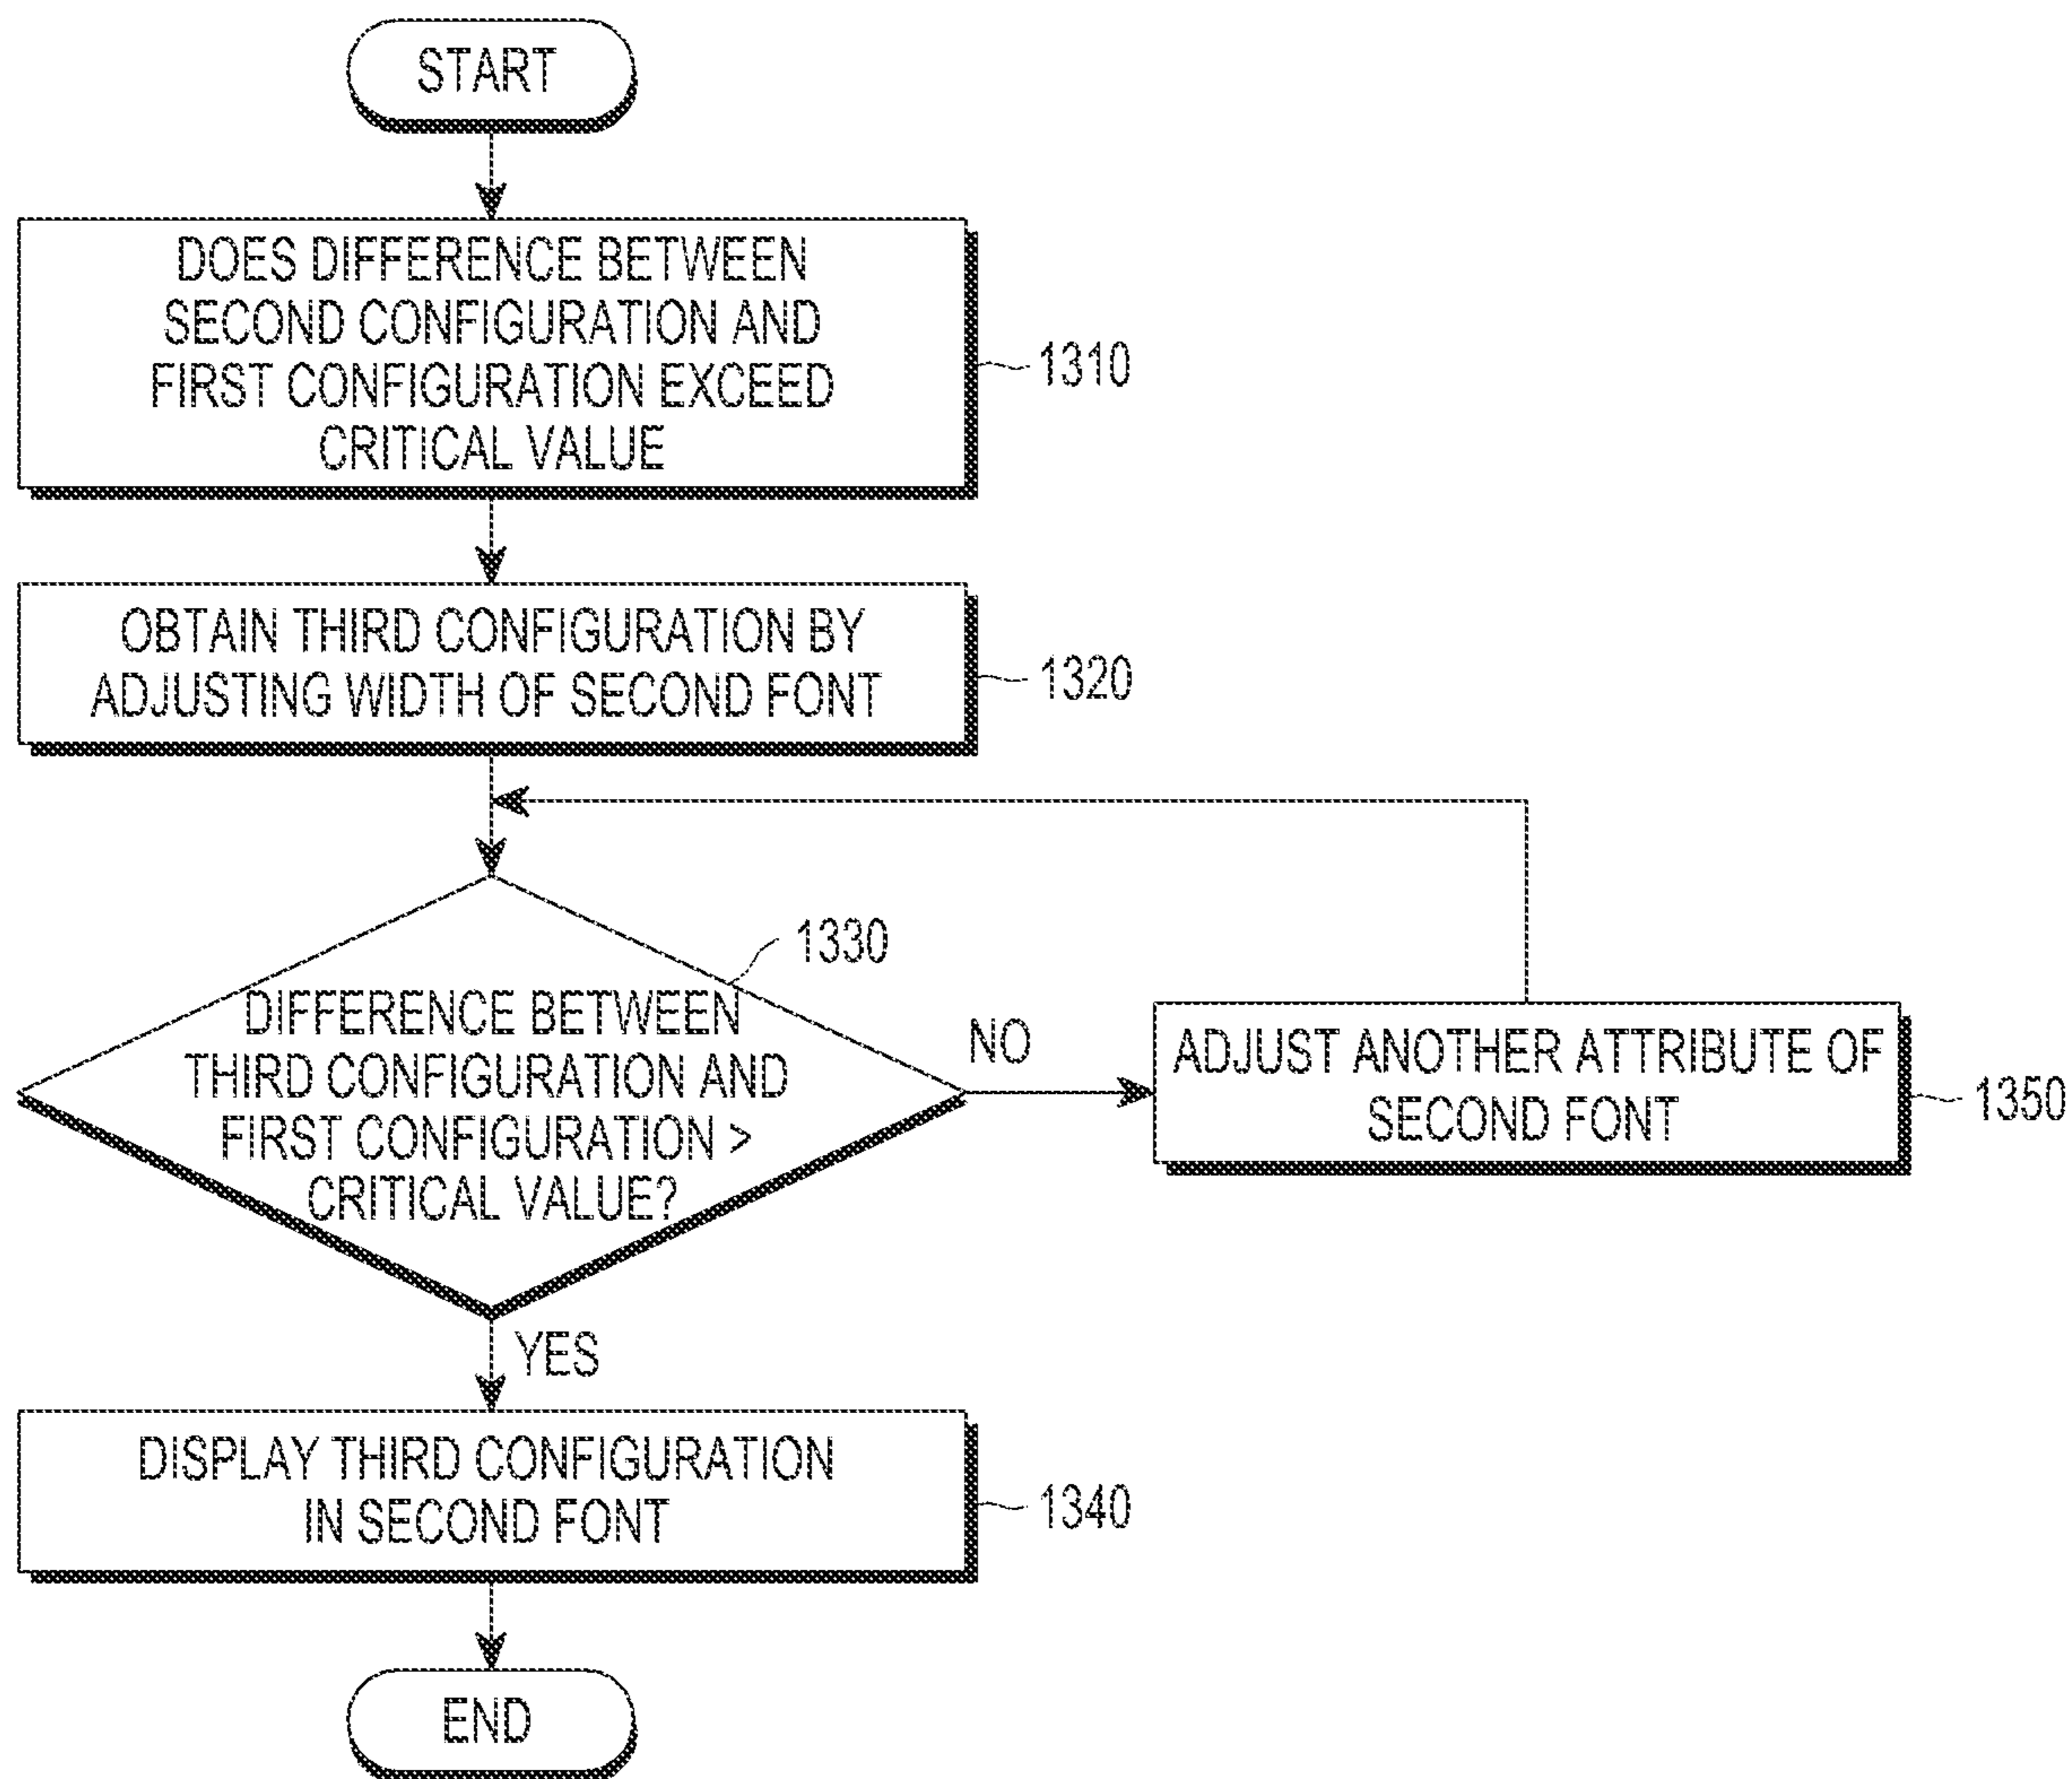 START
DOES DIFFERENCE BETWEEN
SECOND CONFIGURATION AND
FIRST CONFIGURATION EXCEED
CRITICAL VALUE
1310
OBTAIN THIRD CONFIGURATION BY
ADJUSTING WIDTH OF SECOND FONT
1320
1330
DIFFERENCE BETWEEN
THIRD CONFIGURATION AND
FIRST CONFIGURATION >
CRITICAL VALUE?
NO
ADJUST ANOTHER ATTRIBUTE OF
SECOND FONT
1350
YES
DISPLAY THIRD CONFIGURATION
IN SECOND FONT
1340
END